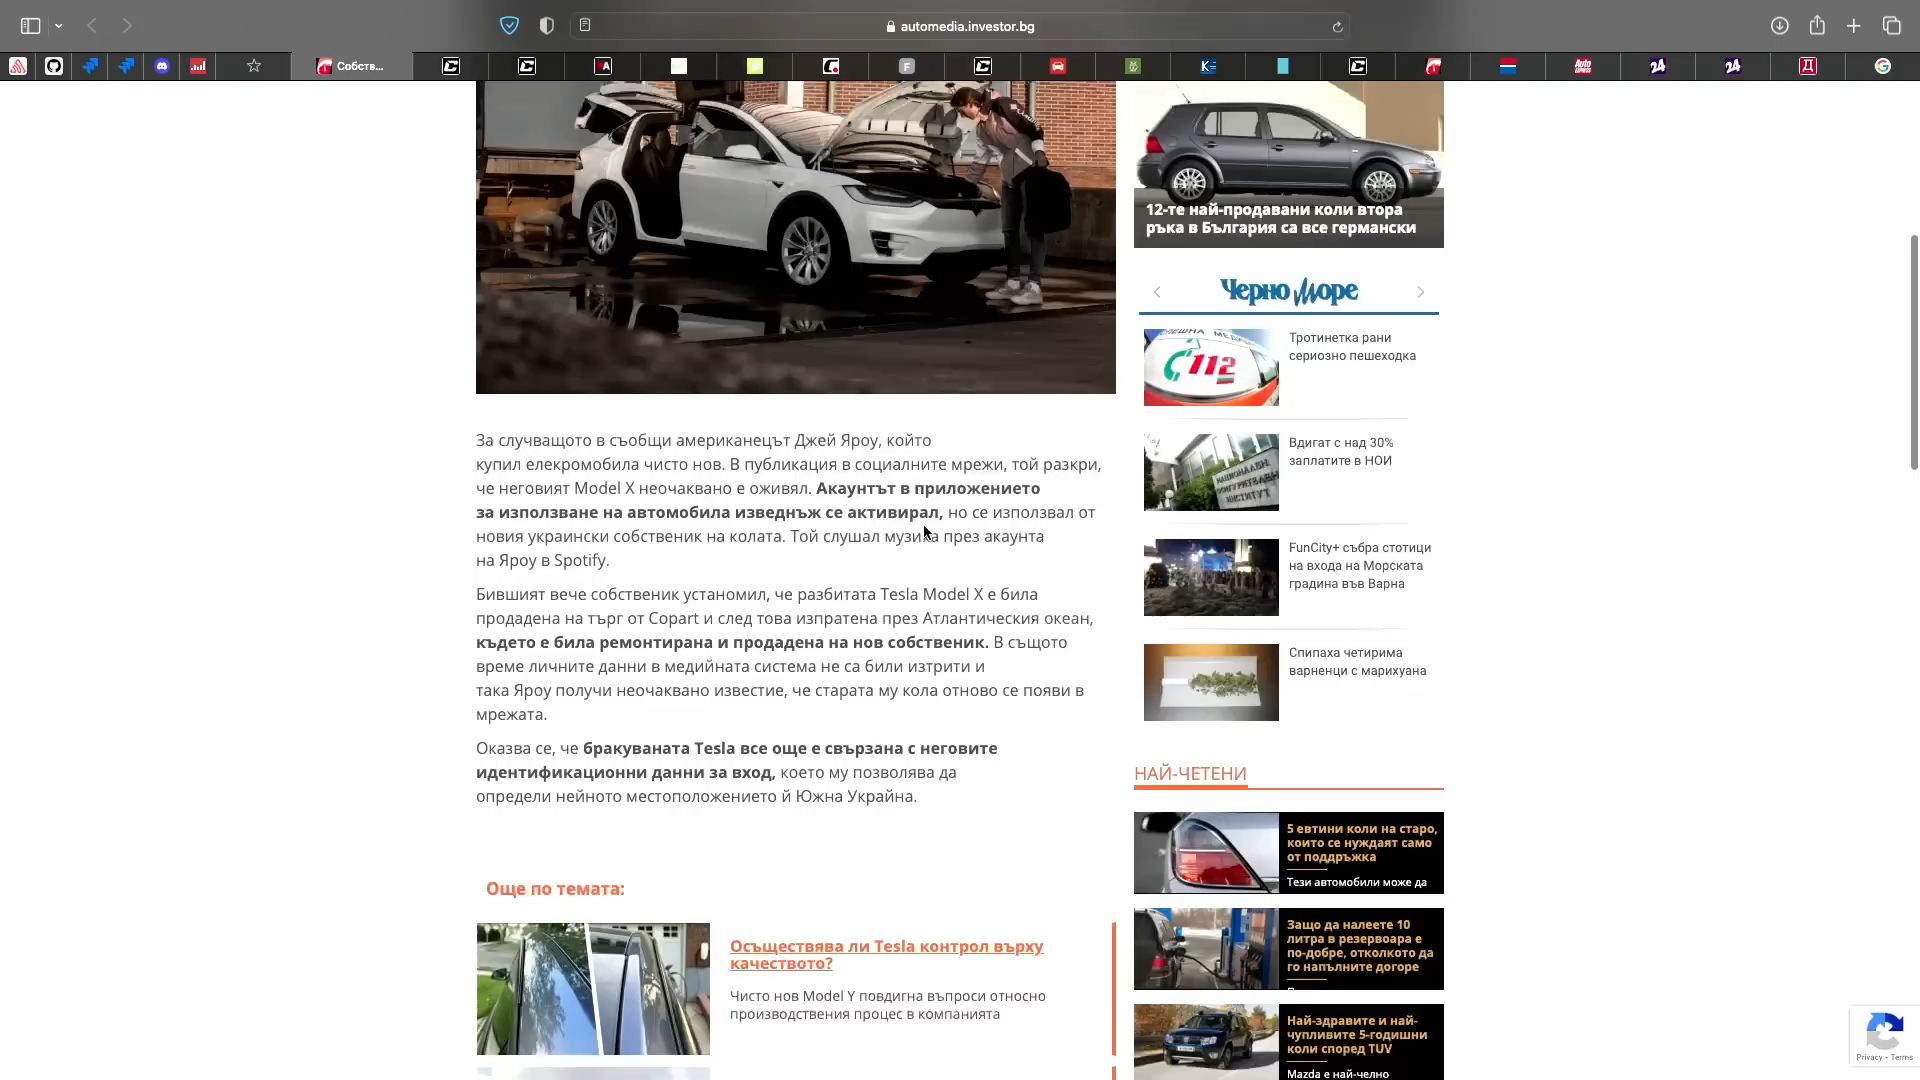 automedia.investor.bg
Собств...
За случващото в съобщи американецът Джей Яроу, който
купил елекромобила чисто нов. В публикация в социалните мрежи, той разкри,
че неговият Model X неочаквано е оживял. Акаунтът в приложението
за използване на автомобила изведнъж се активирал, но се използвал от
новия украински собственик на колата. Той слушал музика през акаунта
на Яроу в Spotify.
Бившият вече собственик установил, че разбитата Tesla Model X е била
продадена на търг от Copart и след това изпратена през Атлантическия океан,
където е била ремонтирана и продадена на нов собственик. В същото
време личните данни в медийната система не са били изтрити и
така Яроу получи неочаквано известие, че старата му кола отново се появи в
мрежата.
Оказва се, че бракуваната Tesla все още е свързана с неговите
идентификационни данни за вход, което му позволява да
определи нейното местоположението й Южна Украйна.
Още по темата:
Осъществява ли Tesla контрол върху
качеството?
Чисто нов Model Y повдигна въпроси относно
производствения процес в компанията
12-те най-продавани коли втора
ръка в България са все германски
Черно Море
112
Тротинетка рани
сериозно пешеходка
НАЦИОНАЛЕН
ОСИГУРИТЕЛЕН
ИНСТИТУТ
Вдигат с над 30%
заплатите в НОИ
FunCity+ събра стотици
на входа на Морската
градина във Варна
Спипаха четирима
варненци с марихуана
НАЙ-ЧЕТЕНИ
5 евтини коли на старо,
които се нуждаят само
от поддръжка
Тези автомобили може да
Защо да налеете 10
литра в резервоара е
по-добре, отколкото да
го напълните догоре
Най-здравите и най-
чупливите 5-годишни
коли според TUV
Mazda е най-челно
Privacy - Terms